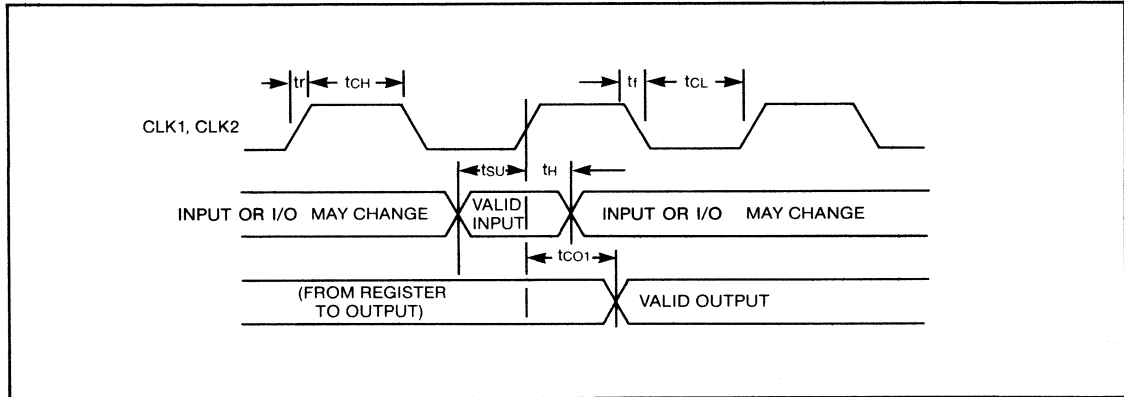 tr tCH tf tCL
CLK1, CLK2
tSU tH
INPUT OR I/O MAY CHANGE VALID INPUT INPUT OR I/O MAY CHANGE
tCO1
(FROM REGISTER
TO OUTPUT) VALID OUTPUT